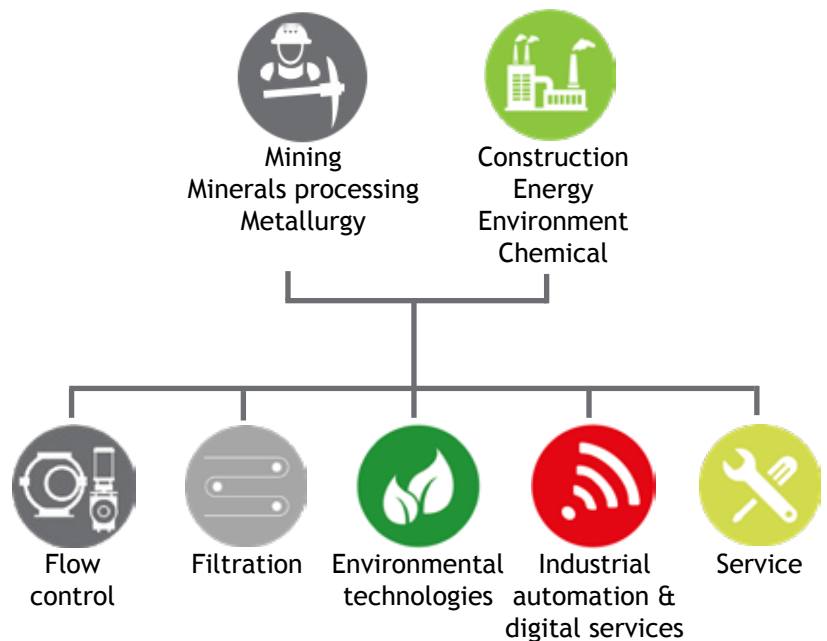 Mining
Minerals processing
Metallurgy
Construction
Energy
Environment
Chemical
Flow
control
Filtration
Environmental
technologies
Industrial
automation &
digital services
Service